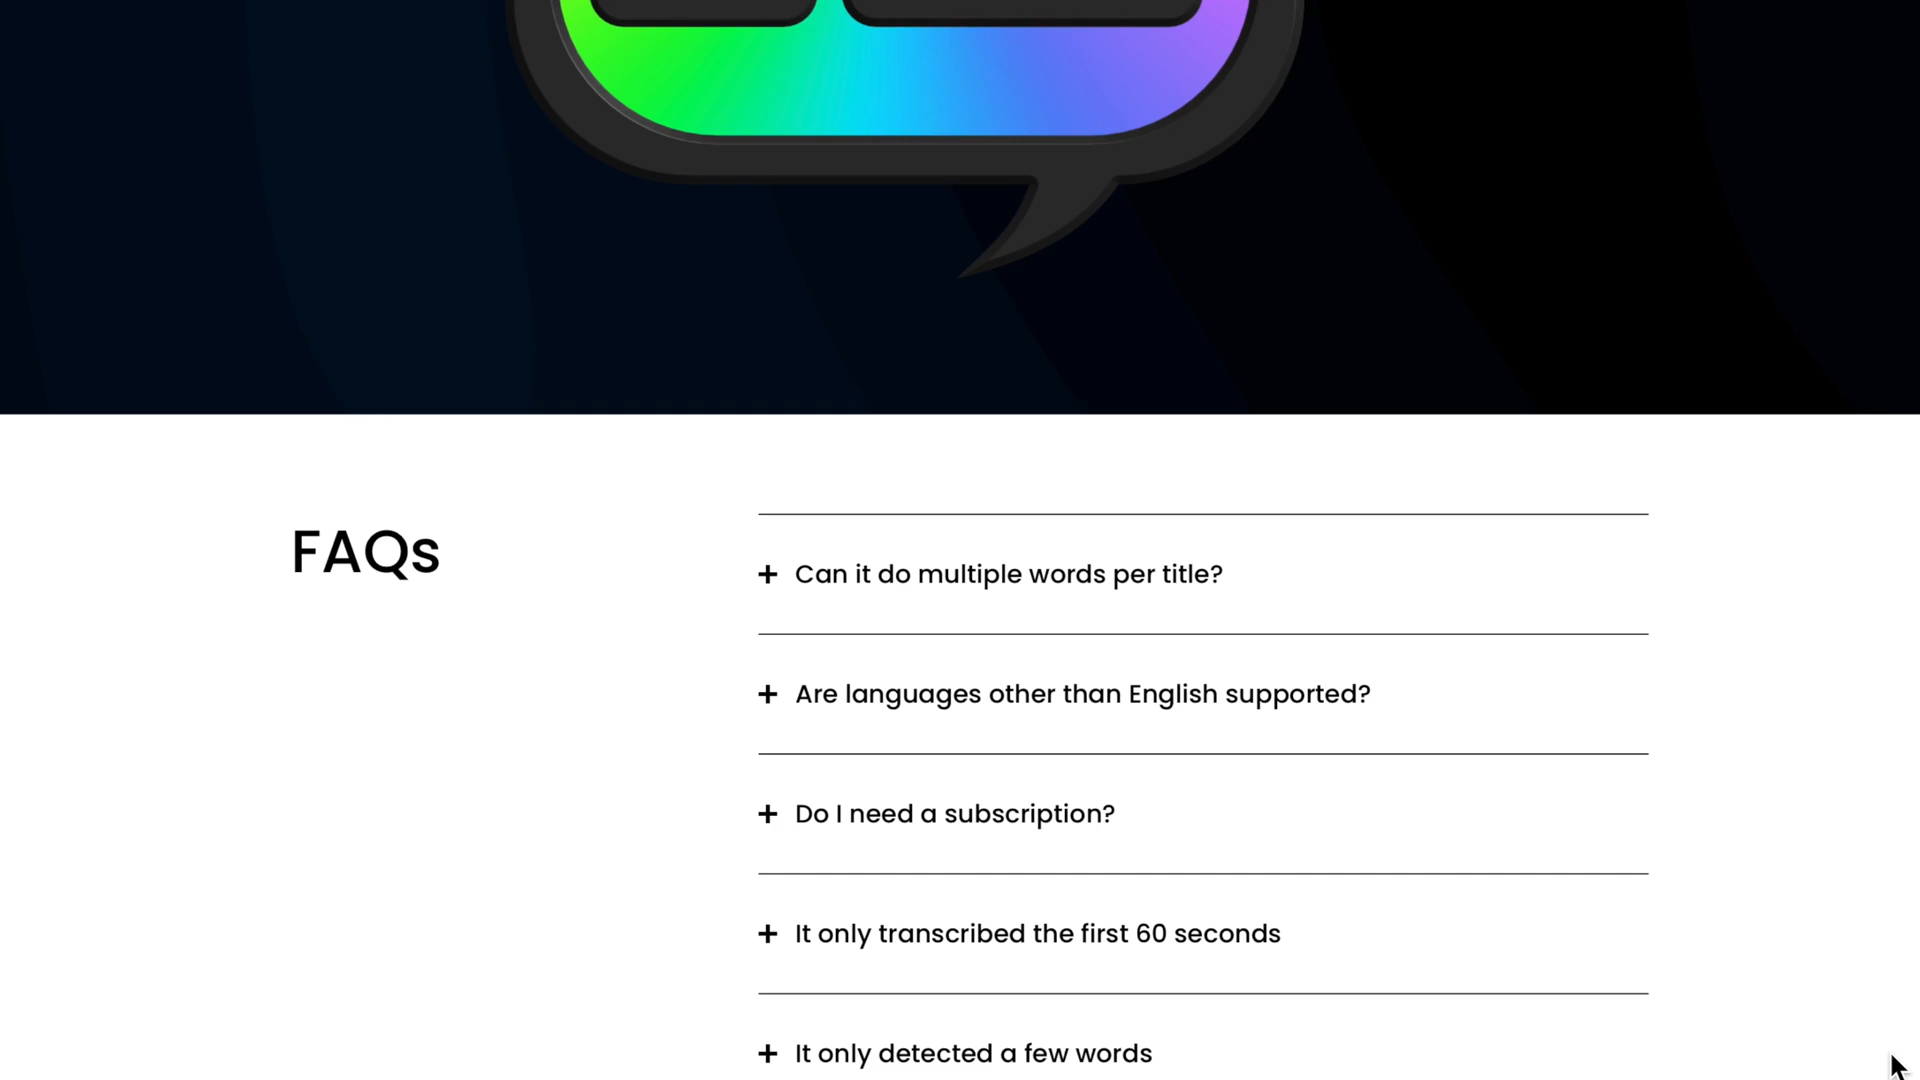 FAQs
+ Can it do multiple words per title?
+ Are languages other than English supported?
+ Do I need a subscription?
+ It only transcribed the first 60 seconds
+ It only detected a few words